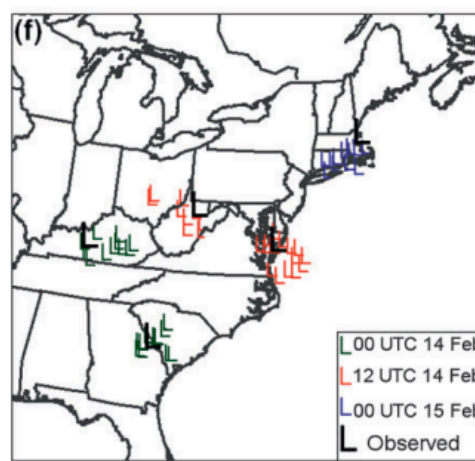 (f)
L 00 UTC 14 Feb
L 12 UTC 14 Feb
L 00 UTC 15 Feb
L Observed